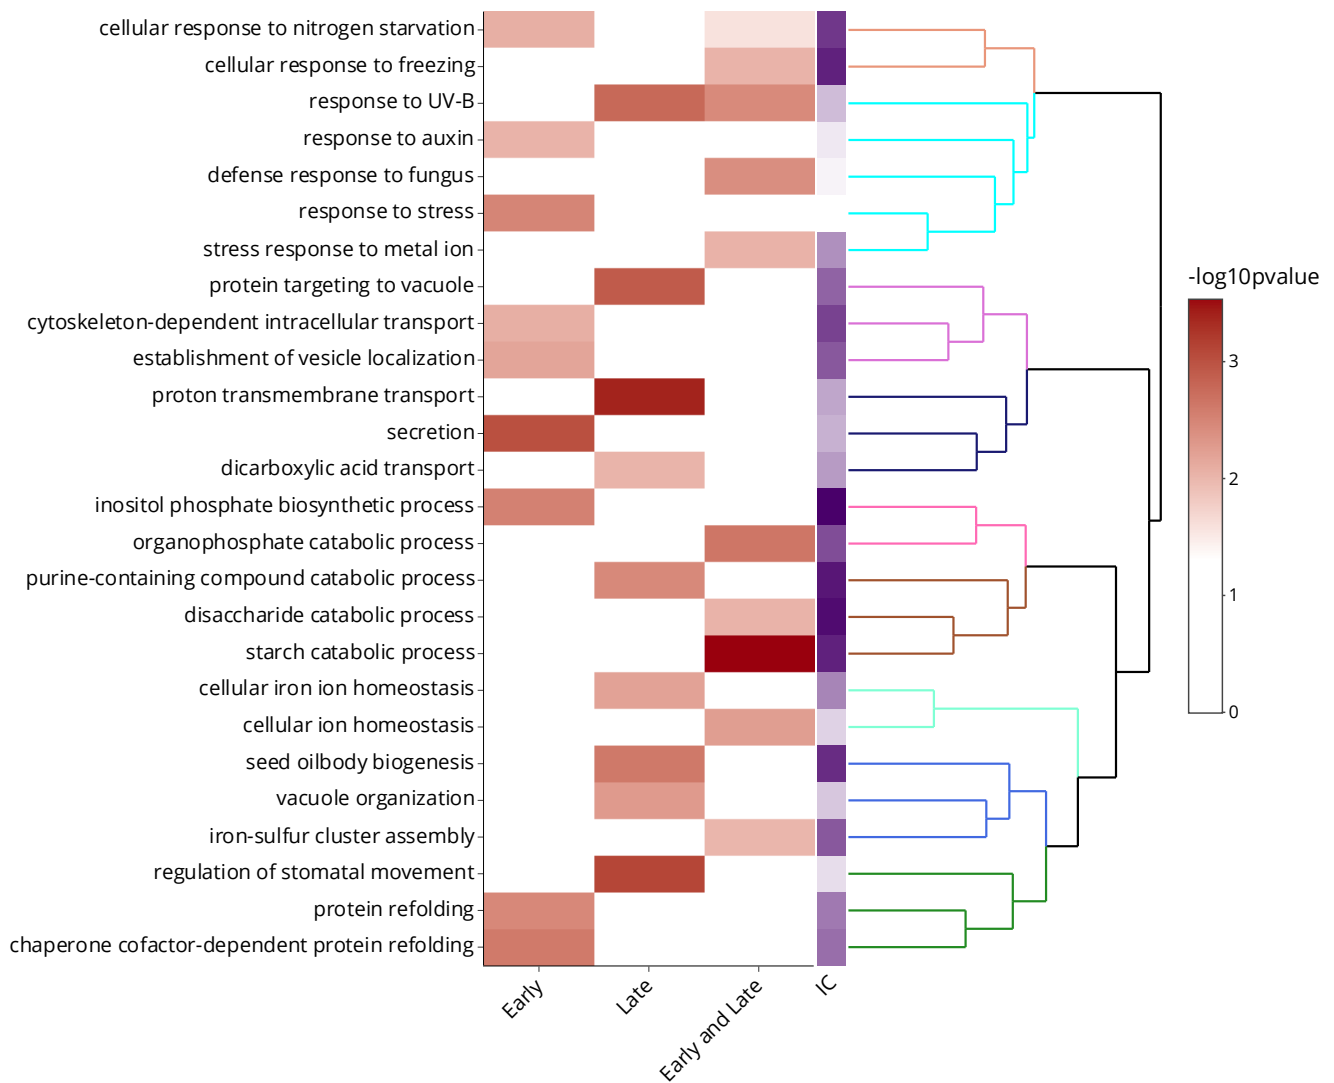 cellular response to nitrogen starvation
cellular response to freezing
response to UV-B
response to auxin
defense response to fungus
response to stress
stress response to metal ion
protein targeting to vacuole
cytoskeleton-dependent intracellular transport
establishment of vesicle localization
proton transmembrane transport
secretion
dicarboxylic acid transport
inositol phosphate biosynthetic process
organophosphate catabolic process
purine-containing compound catabolic process
disaccharide catabolic process
starch catabolic process
cellular iron ion homeostasis
cellular ion homeostasis
seed oilbody biogenesis
vacuole organization
iron-sulfur cluster assembly
regulation of stomatal movement
protein refolding
chaperone cofactor-dependent protein refolding
Early
Late
Early and Late
IC
-log10pvalue
3
2
1
0